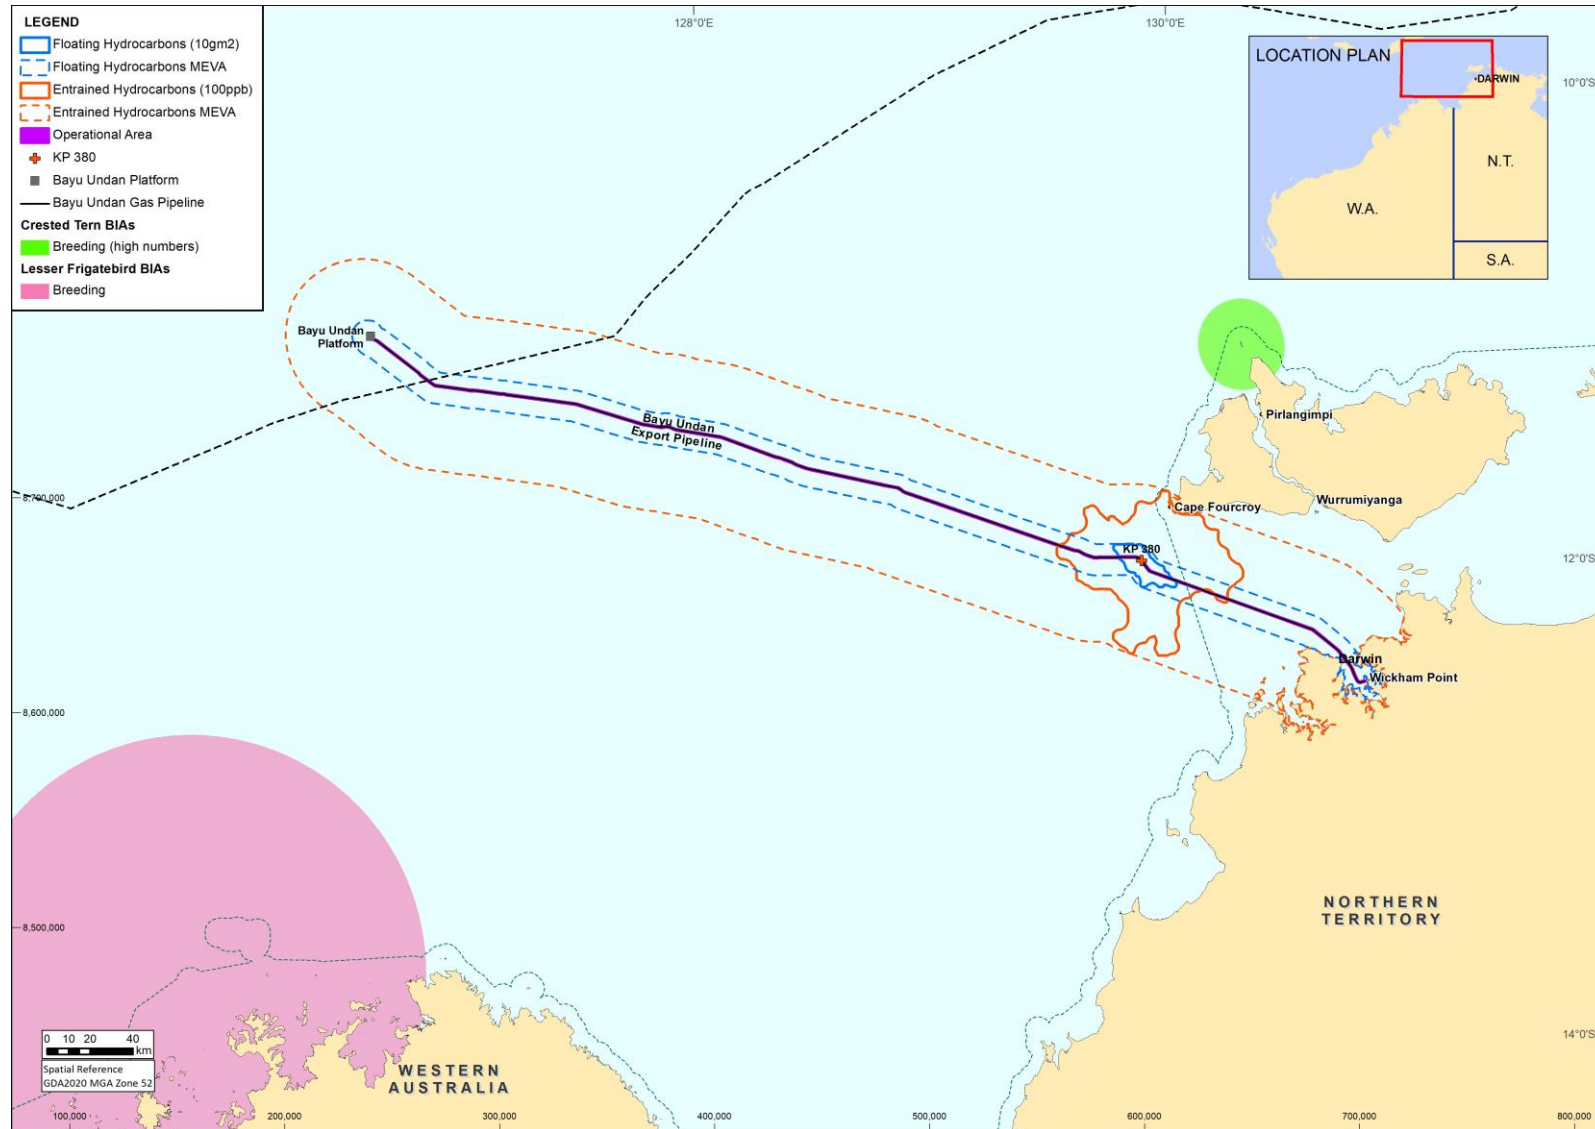 LEGEND
Floating Hydrocarbons (10gm2)
Floating Hydrocarbons MEVA
Entrained Hydrocarbons (100ppb)
Entrained Hydrocarbons MEVA
Operational Area
KP 380
Bayu Undan Platform
Bayu Undan Gas Pipeline
Crested Tern BIAs
Breeding (high numbers)
Lesser Frigatebird BIAs
Breeding
128°0'E
130°0'E
LOCATION PLAN
DARWIN
N.T.
W.A.
S.A.
10°0'S
Bayu Undan
Platform
Bayu Undan
Export Pipeline
Pirlangimpi
8,700,000
Wurrumiyanga
Cape Fourcroy
KP 380
12°0'S
Darwin
Wickham Point
8,600,000
NORTHERN
TERRITORY
8,500,000
0 10 20 40
km
Spatial Reference
GDA2020 MGA Zone 52
WESTERN
AUSTRALIA
14°0'S
100,000
200,000
300,000
400,000
500,000
600,000
700,000
800,000